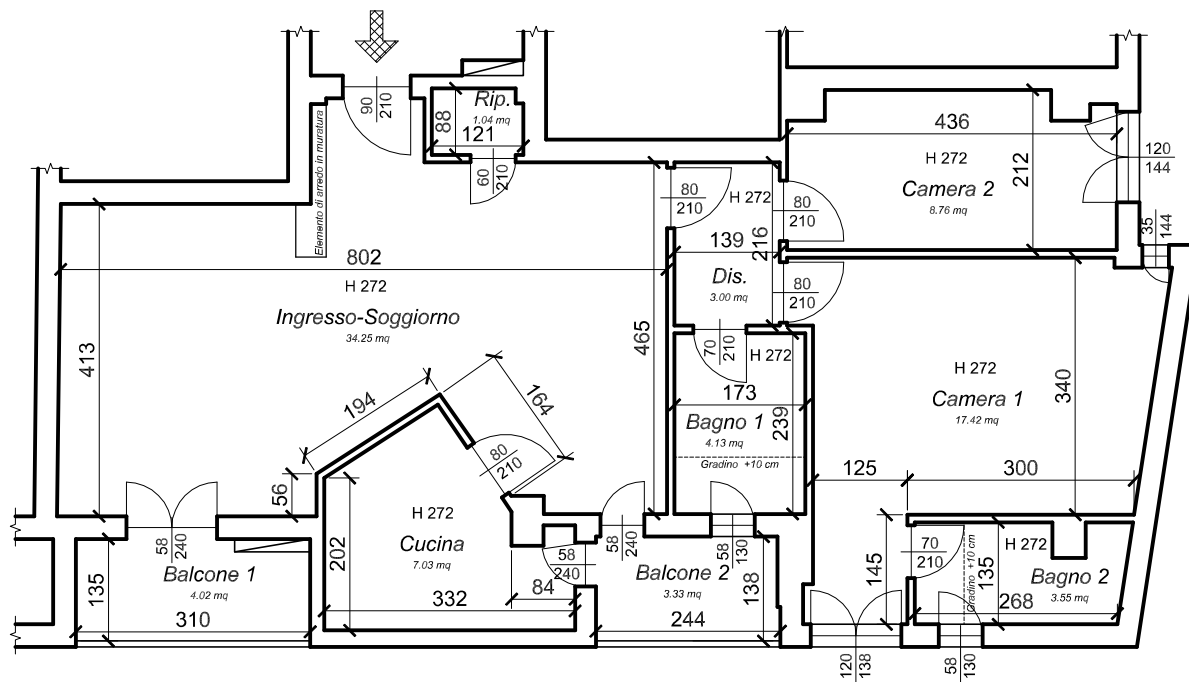 90
210
Elemento di arredo in muratura
Rip.
1.04 mq
88
121
60
210
436
H 272
Camera 2
8.76 mq
212
120
144
35
144
80
210
H 272
80
210
139
216
Dis.
3.00 mq
80
210
802
H 272
Ingresso-Soggiorno
34.25 mq
413
465
70
210
H 272
173
Bagno 1
4.13 mq
239
Gradino +10 cm
H 272
Camera 1
17.42 mq
340
125
300
194
164
80
210
56
H 272
Cucina
7.03 mq
202
332
84
58
240
58
240
Balcone 1
4.02 mq
135
310
58
240
58
130
Balcone 2
3.33 mq
138
244
145
70
210
Gradino +10 cm
135
H 272
Bagno 2
3.55 mq
268
120
138
58
130